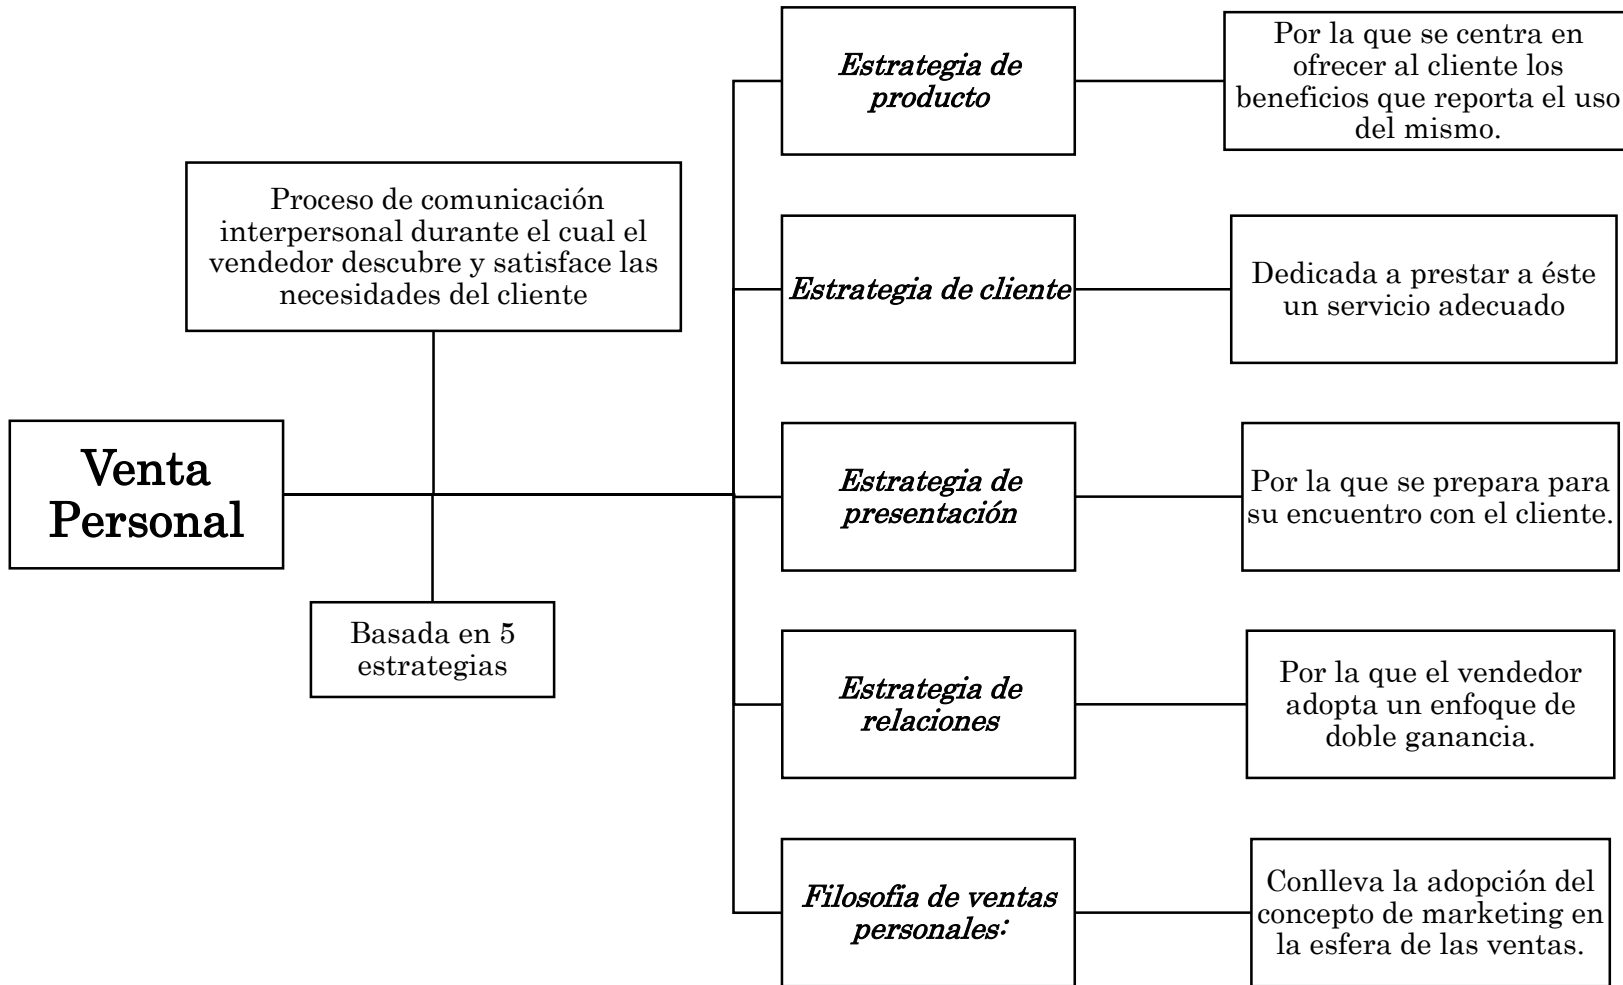 Venta
Personal
Proceso de comunicación
interpersonal durante el cual el
vendedor descubre y satisface las
necesidades del cliente
Basada en 5
estrategias
Estrategia de
producto
Por la que se centra en
ofrecer al cliente los
beneficios que reporta el uso
del mismo.
Estrategia de cliente
Dedicada a prestar a éste
un servicio adecuado
Estrategia de
presentación
Por la que se prepara para
su encuentro con el cliente.
Estrategia de
relaciones
Por la que el vendedor
adopta un enfoque de
doble ganancia.
Filosofia de ventas
personales:
Conlleva la adopción del
concepto de marketing en
la esfera de las ventas.